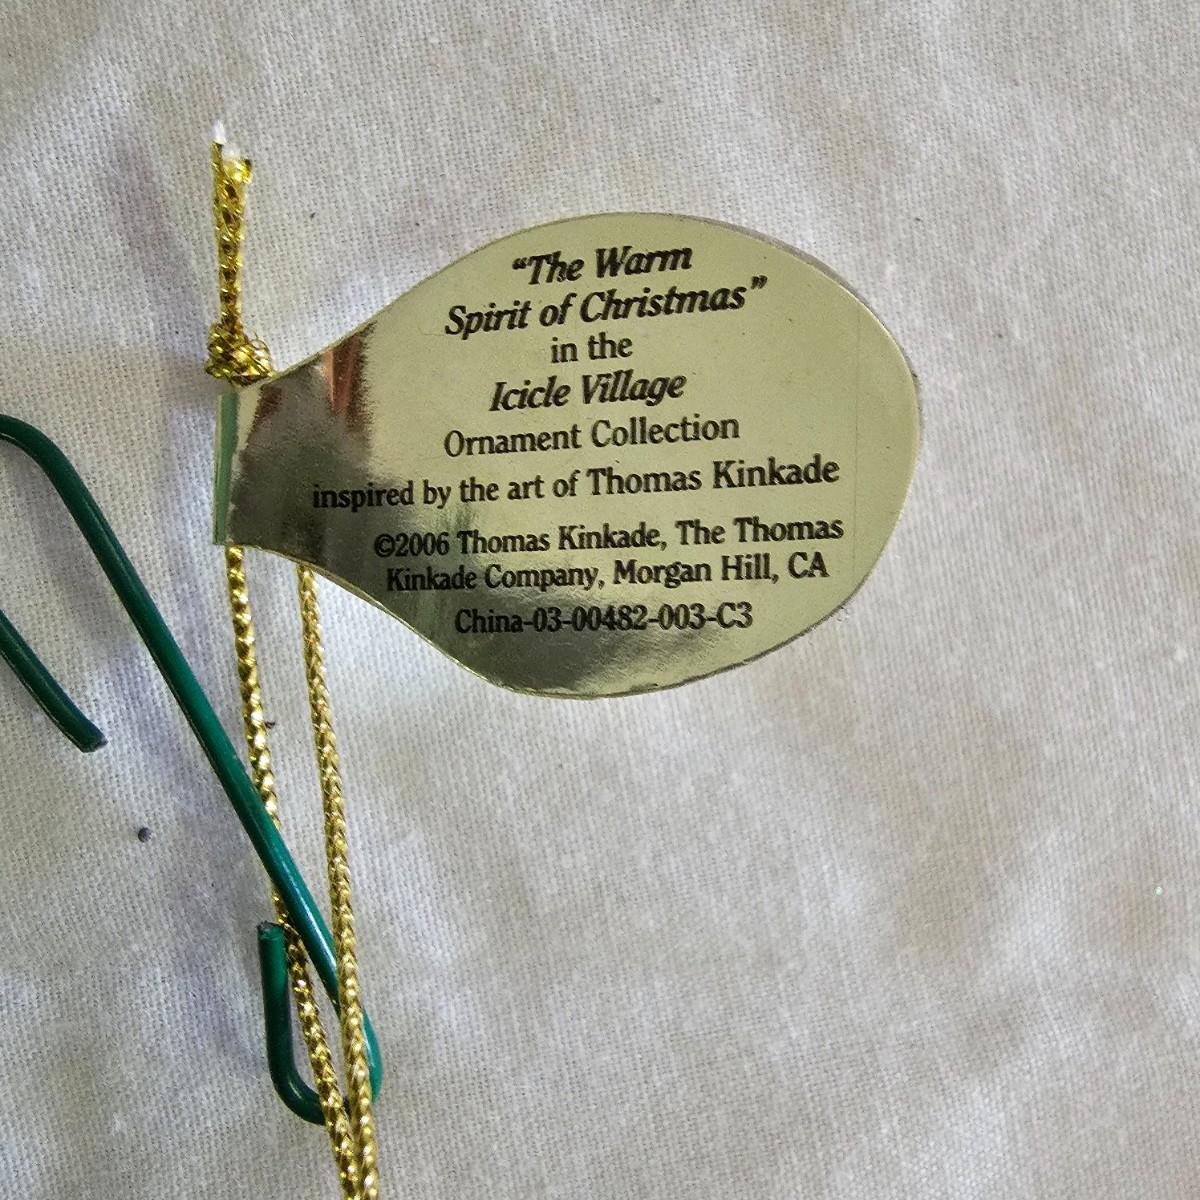 “The Warm
Spirit of Christmas”
in the
Icicle Village
Ornament Collection
inspired by the art of Thomas Kinkade
©2006 Thomas Kinkade, The Thomas
Kinkade Company, Morgan Hill, CA
China-03-00482-003-C3